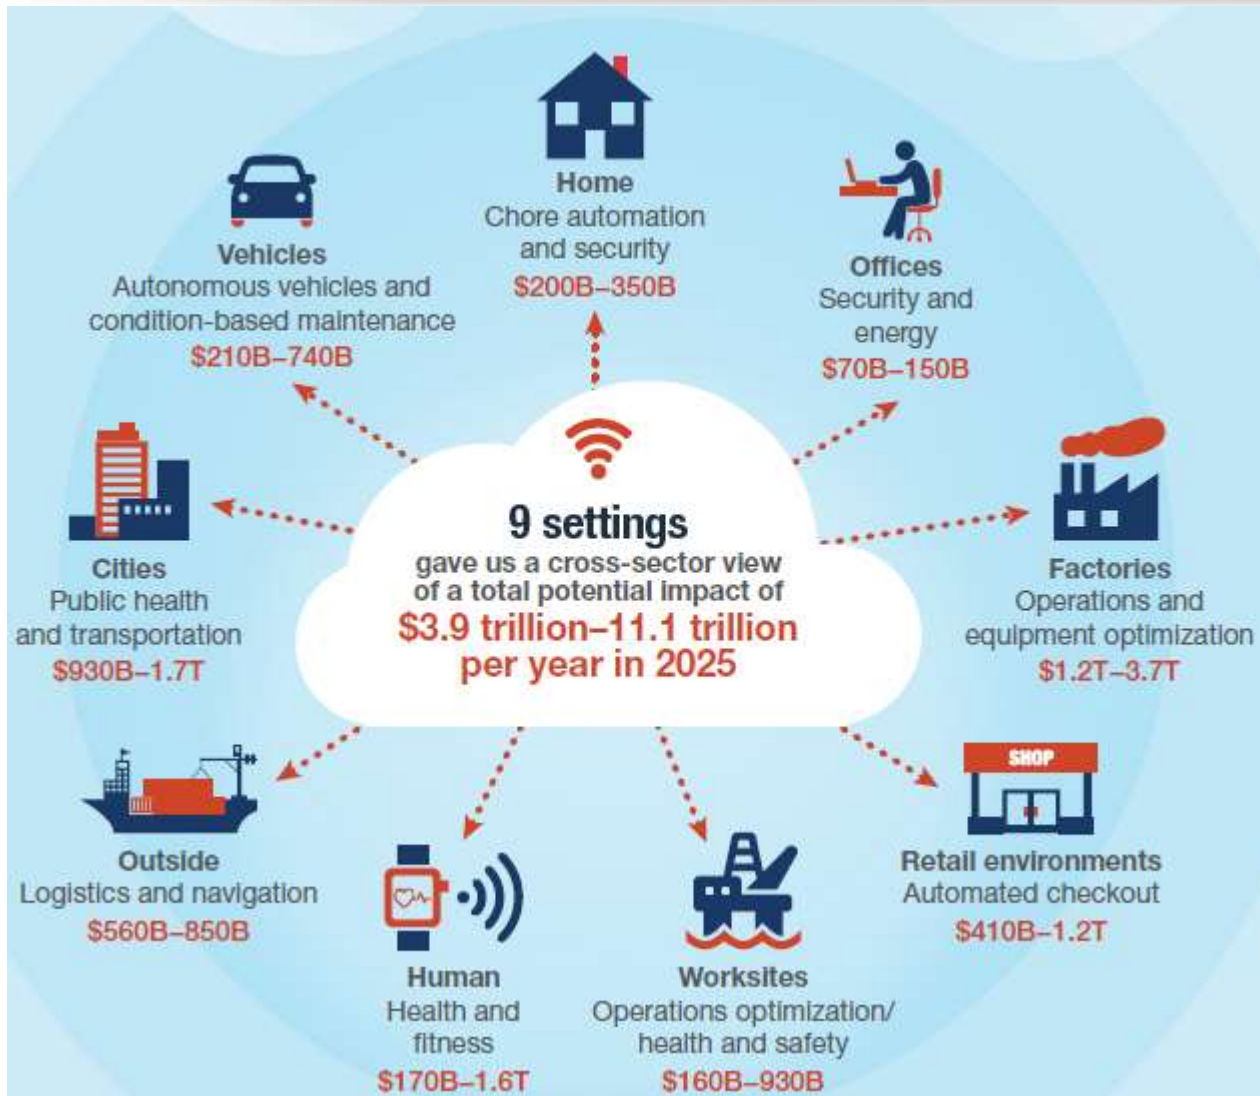 Home
Chore automation
and security
$200B–350B
Offices
Security and
energy
$70B–150B
Factories
Operations and
equipment optimization
$1.2T–3.7T
SHOP
Retail environments
Automated checkout
$410B–1.2T
Worksites
Operations optimization/
health and safety
$160B–930B
Human
Health and
fitness
$170B–1.6T
Outside
Logistics and navigation
$560B–850B
Cities
Public health
and transportation
$930B–1.7T
Vehicles
Autonomous vehicles and
condition-based maintenance
$210B–740B
9 settings
gave us a cross-sector view
of a total potential impact of
$3.9 trillion–11.1 trillion
per year in 2025